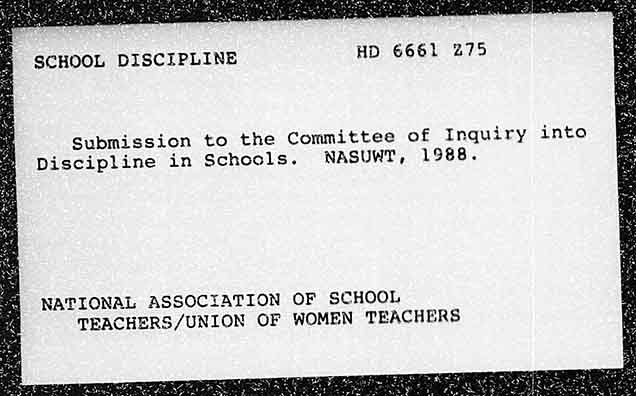 SCHOOL DISCIPLINE HD 6661 Z75
Submission to the Committee of Inquiry into
Discipline in Schools. NASUWT, 1988.
NATIONAL ASSOCIATION OF SCHOOL
TEACHERS/UNION OF WOMEN TEACHERS